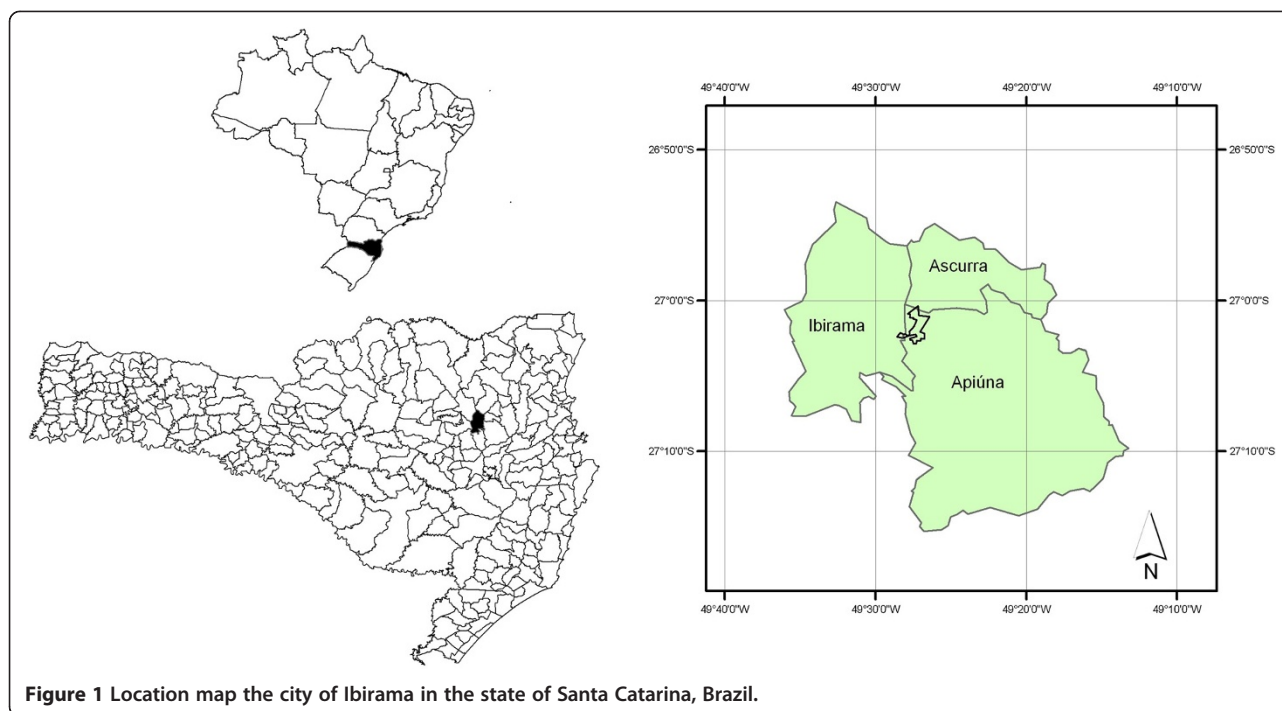 49°40'0"W 49°30'0"W 49°20'0"W 49°10'0"W
26°50'0"S 26°50'0"S
Ascurra
27°0'0"S 27°0'0"S
Ibirama
Apiúna
27°10'0"S 27°10'0"S
N
49°40'0"W 49°30'0"W 49°20'0"W 49°10'0"W
Figure 1 Location map the city of Ibirama in the state of Santa Catarina, Brazil.